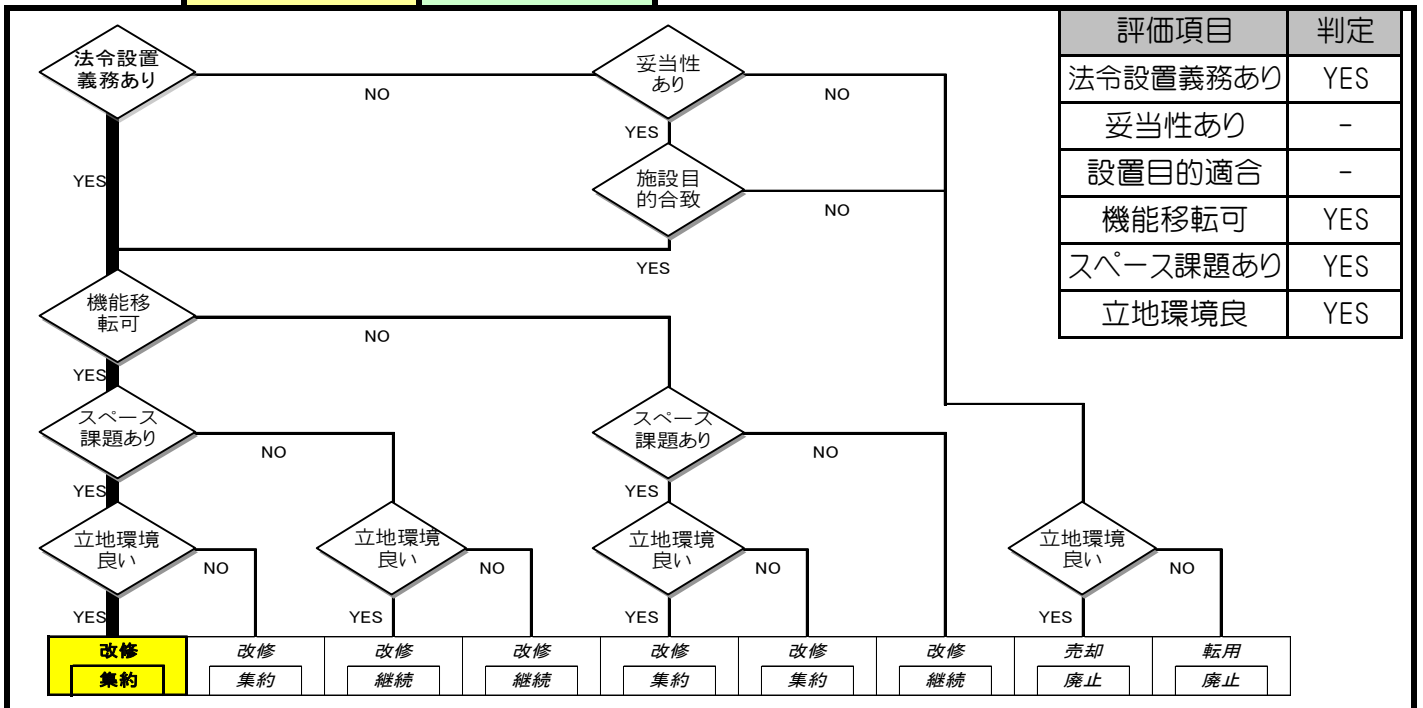 法令設置
義務あり
NO
妥当性
あり
NO
評価項目 判定
法令設置義務あり YES
妥当性あり -
設置目的適合 -
機能移転可 YES
スペース課題あり YES
立地環境良 YES
YES
YES
施設目
的合致
NO
YES
機能移
転可
NO
YES
スペース
課題あり
NO
スペース
課題あり
NO
YES
YES
立地環境
良い
NO
立地環境
良い
NO
立地環境
良い
NO
立地環境
良い
NO
YES
YES
YES
YES
改修 改修 改修 改修 改修 改修 改修 売却 転用
集約 集約 継続 継続 集約 集約 継続 廃止 廃止